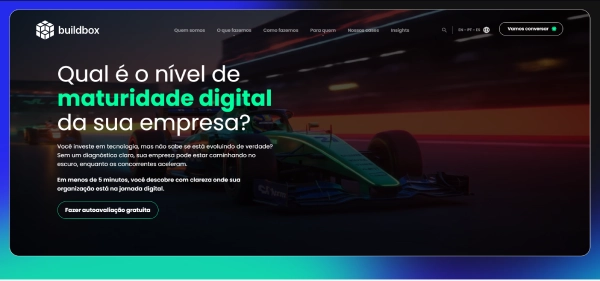 buildbox
Quem somos
O que fazemos
Como fazemos
Para quem
Nossos cases
Insights
EN - PT - ES
Vamos conversar
Qual é o nível de
maturidade digital
da sua empresa?
Você investe em tecnologia, mas não sabe se está evoluindo de verdade?
Sem um diagnóstico claro, sua empresa pode estar caminhando no
escuro, enquanto os concorrentes aceleram.
Em menos de 5 minutos, você descobre com clareza onde sua
organização está na jornada digital.
Fazer autoavaliação gratuita